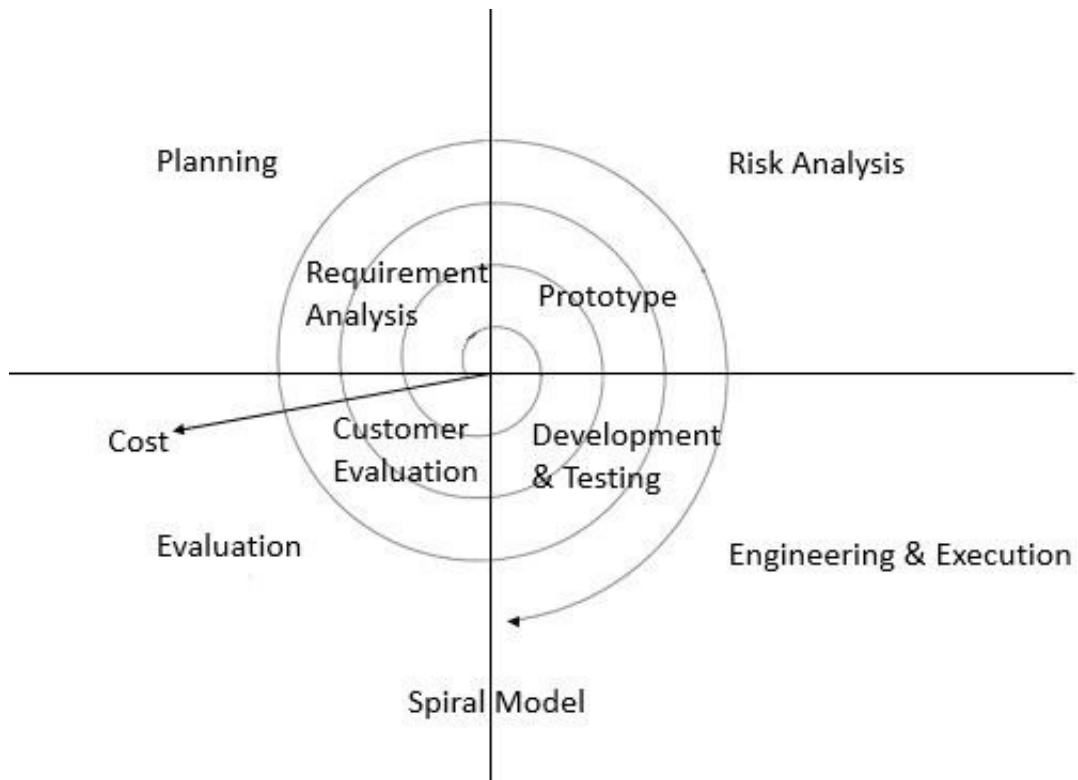 Planning
Risk Analysis
Requirement
Analysis
Prototype
Cost
Customer
Evaluation
Development
& Testing
Evaluation
Engineering & Execution
Spiral Model